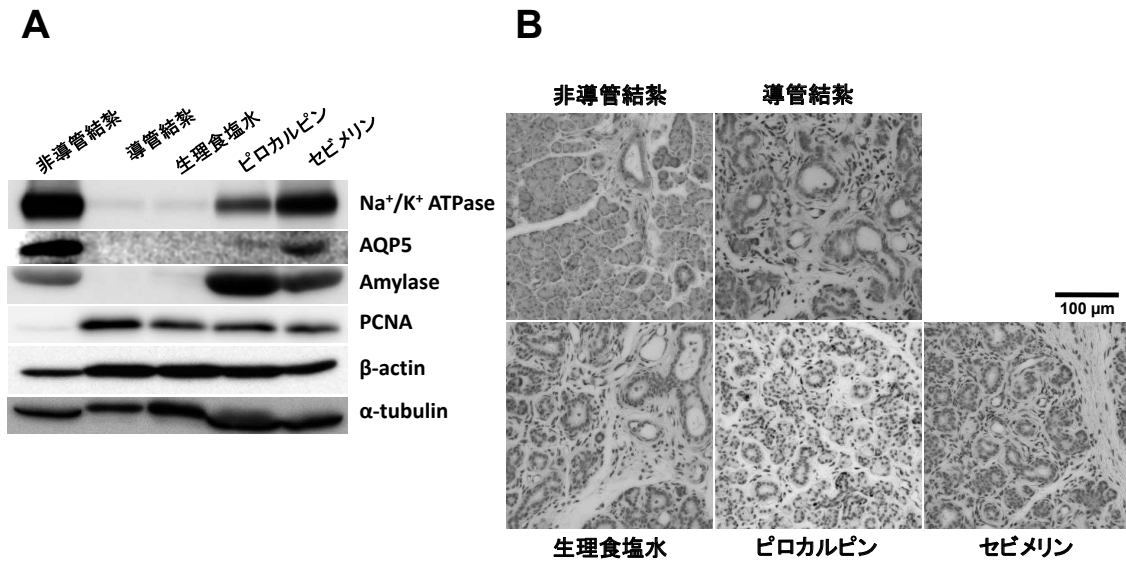 A
B
非導管結紮
導管結紮
生理食塩水
ピロカルピン
セビメリン
Na⁺/K⁺ ATPase
AQP5
Amylase
PCNA
β-actin
α-tubulin
非導管結紮
導管結紮
100 µm
生理食塩水
ピロカルピン
セビメリン